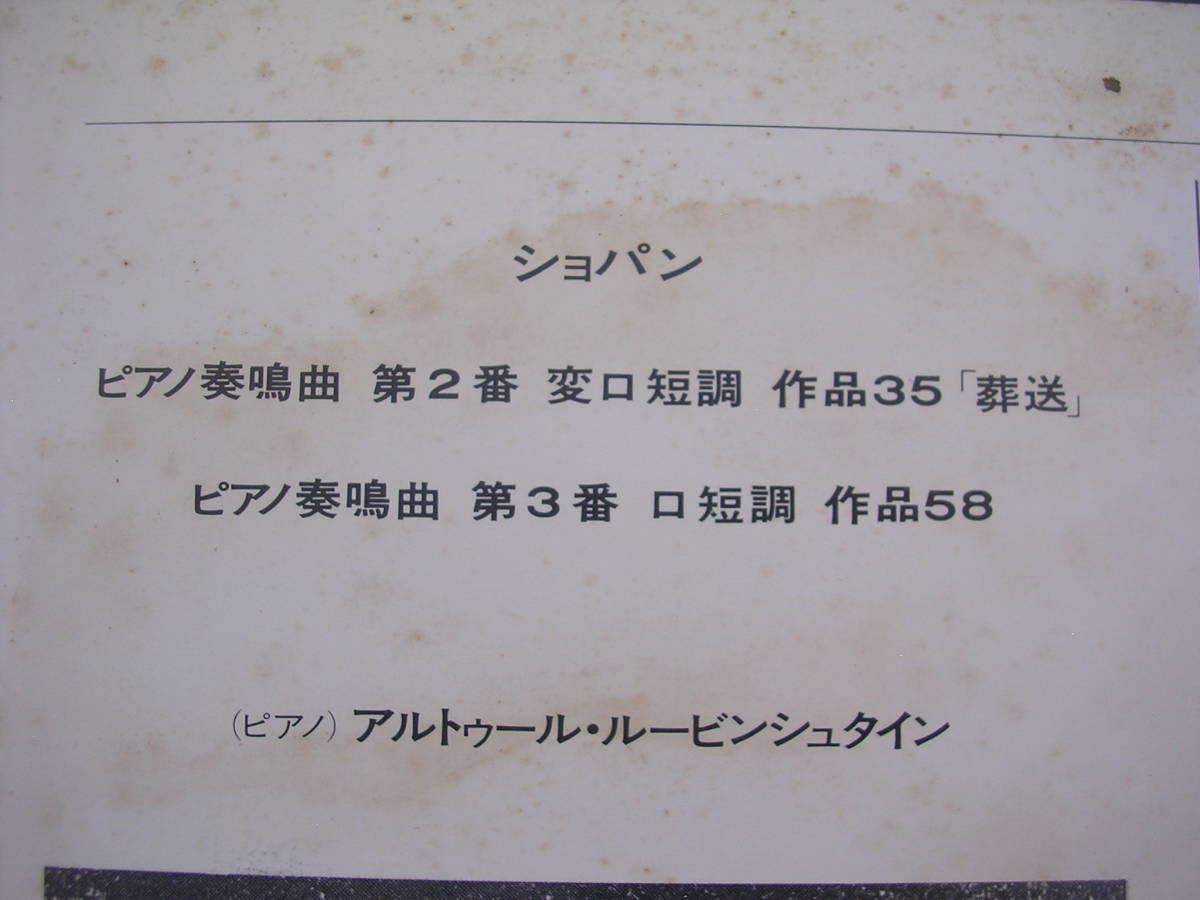 ショパン
ピアノ奏鳴曲 第2番 変ロ短調 作品35「葬送」
ピアノ奏鳴曲 第3番 ロ短調 作品58
(ピアノ) アルトゥール・ルービンシュタイン